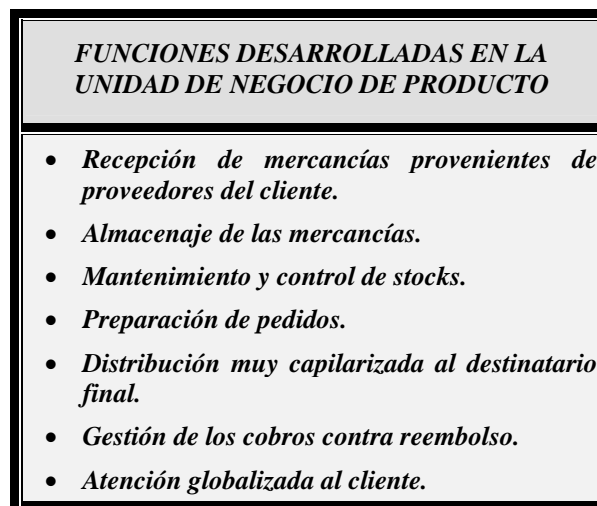 FUNCIONES DESARROLLADAS EN LA
UNIDAD DE NEGOCIO DE PRODUCTO
• Recepción de mercancías provenientes de
proveedores del cliente.
• Almacenaje de las mercancías.
• Mantenimiento y control de stocks.
• Preparación de pedidos.
• Distribución muy capilarizada al destinatario
final.
• Gestión de los cobros contra reembolso.
• Atención globalizada al cliente.